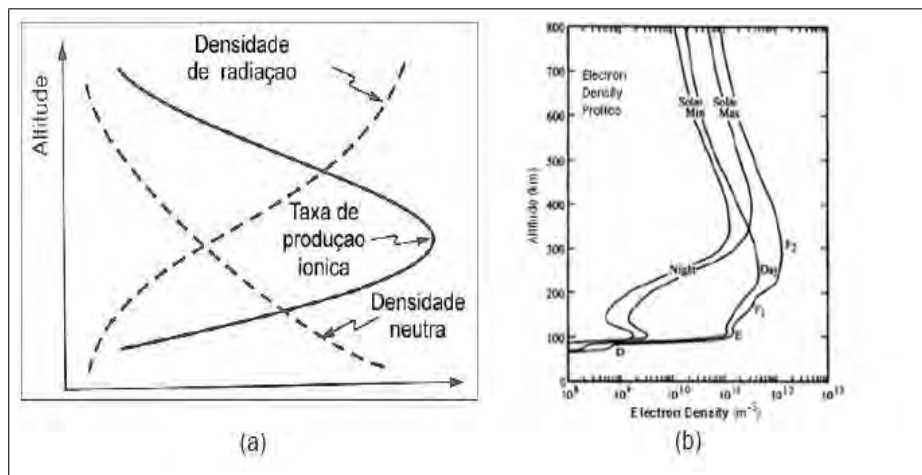 Densidade
de radiaçao
Altitude
Taxa de
produçao
ionica
Densidade
neutra
(a)
800
700
600
500
400
300
200
100
0
Altitude (km)
Electron
Density
Profiles
Solar
Min
Solar
Max
Night
Day
F2
F1
E
D
10⁸
10⁹
10¹⁰
10¹¹
10¹²
10¹³
Electron Density (m⁻³)
(b)